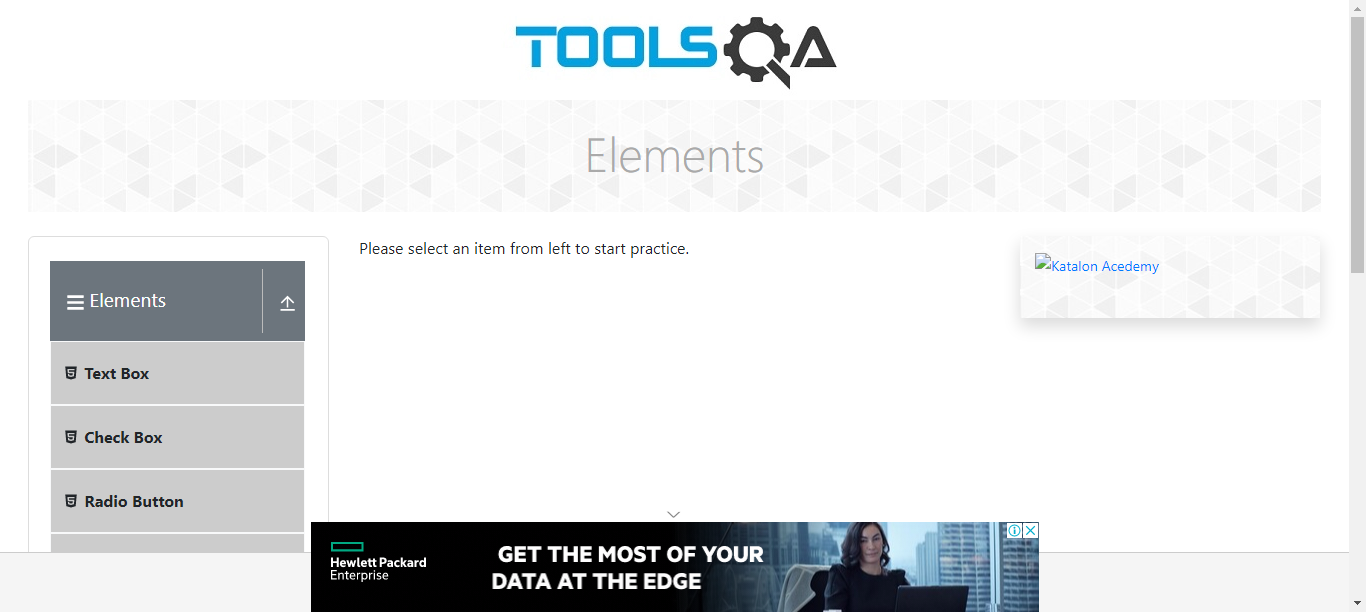 TOOLSQA
Elements
Elements
Text Box
Check Box
Radio Button
Please select an item from left to start practice.
Katalon Acedemy
Hewlett Packard
Enterprise
GET THE MOST OF YOUR
DATA AT THE EDGE